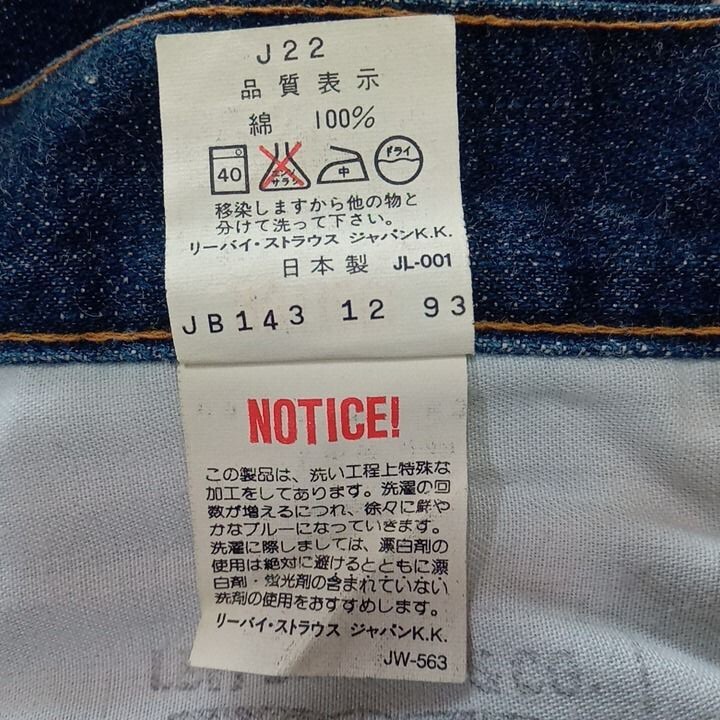 J22
品質表示
綿 100%
40 エンソ サラシ 中 ドライ
移染しますから他の物と
分けて洗って下さい。
リーバイ・ストラウス ジャパンK.K.
日本製 JL-001
JB143 12 93
NOTICE!
この製品は、洗い工程上特殊な
加工をしてあります。洗濯の回
数が増えるにつれ、徐々に鮮や
かなブルーになっていきます。
洗濯に際しましては、漂白剤の
使用は絶対に避けるとともに漂
白剤・蛍光剤の含まれていない
洗剤の使用をおすすめします。
リーバイ・ストラウス ジャパンK.K.
JW-563